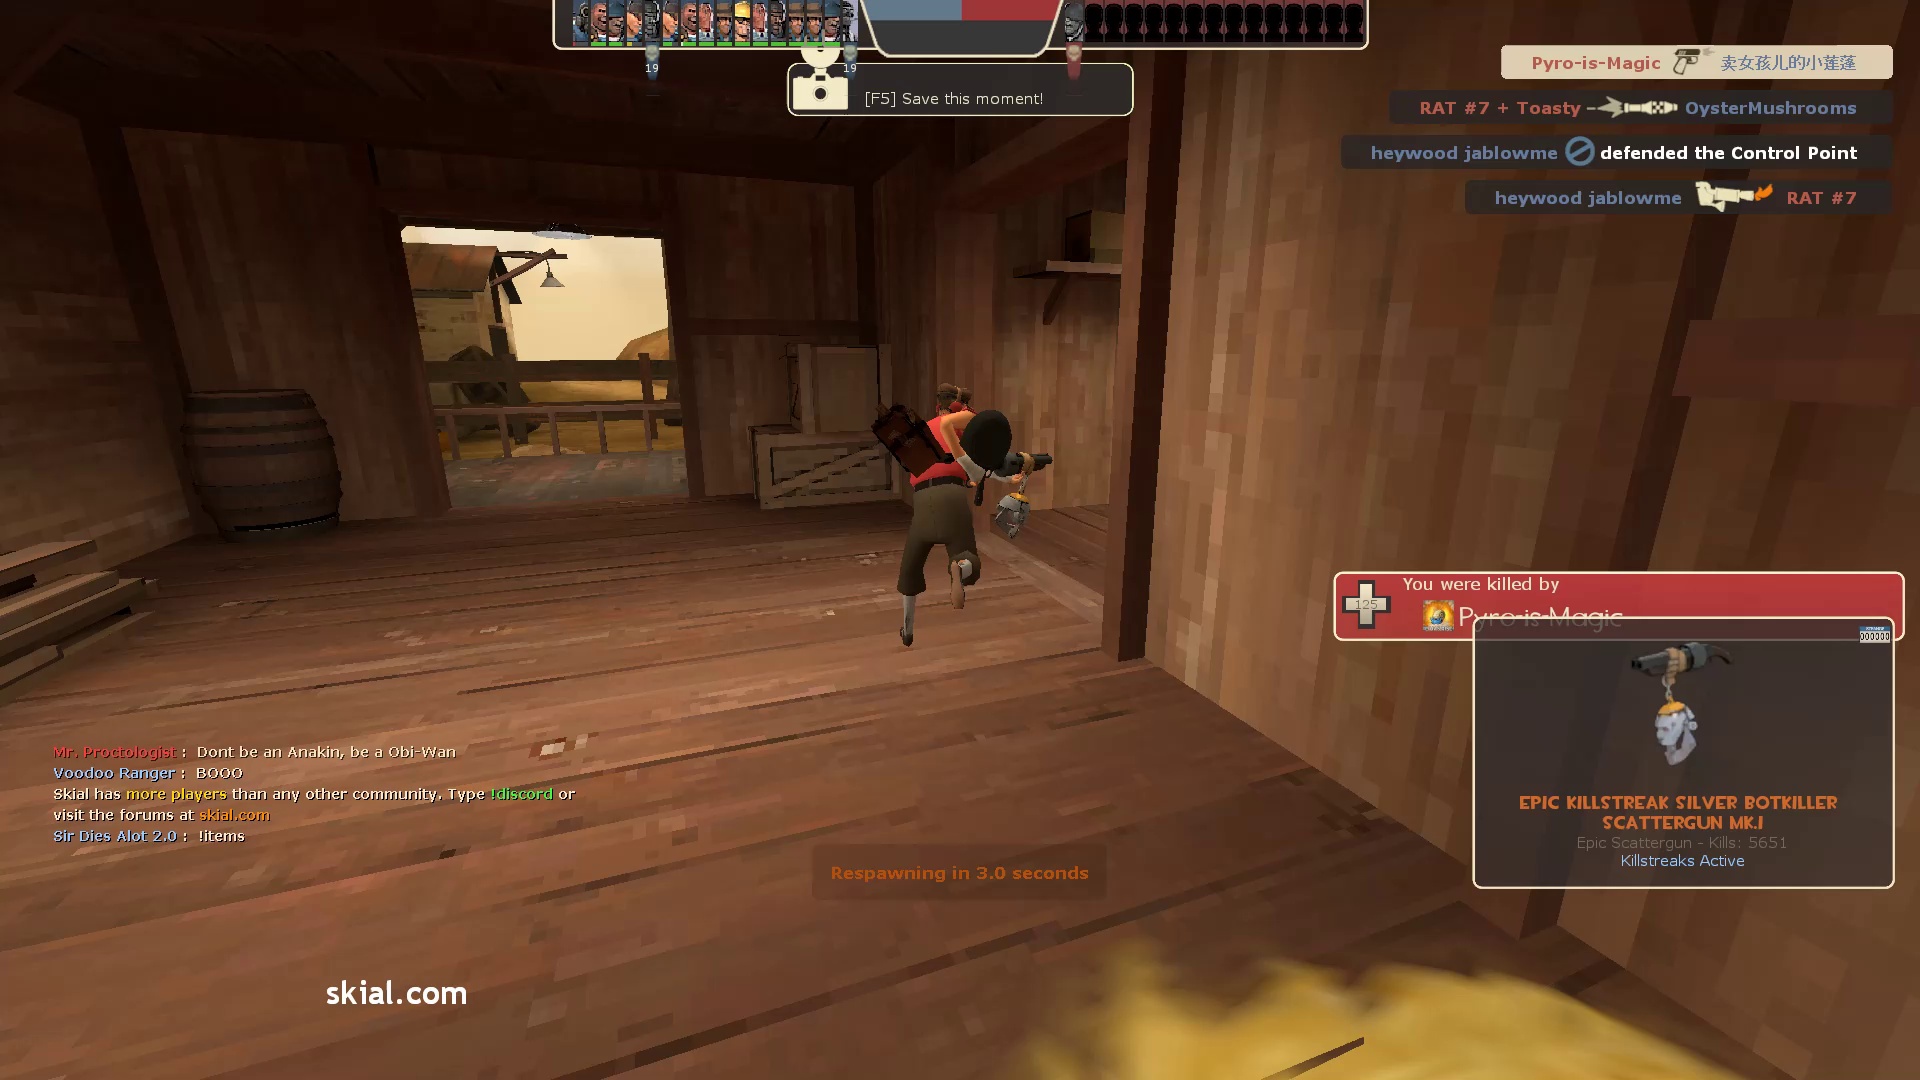 19
19
[F5] Save this moment!
Pyro-is-Magic 卖女孩儿的小莲蓬
RAT #7 + Toasty OysterMushrooms
heywood jablowme defended the Control Point
heywood jablowme RAT #7
You were killed by
125
Pyro-is-Magic
STRANGE
000000
EPIC KILLSTREAK SILVER BOTKILLER
SCATTERGUN MK.I
Epic Scattergun - Kills: 5651
Killstreaks Active
Mr. Proctologist : Dont be an Anakin, be a Obi-Wan
Voodoo Ranger : BOOO
Skial has more players than any other community. Type !discord or
visit the forums at skial.com
Sir Dies Alot 2.0 : !items
Respawning in 3.0 seconds
skial.com